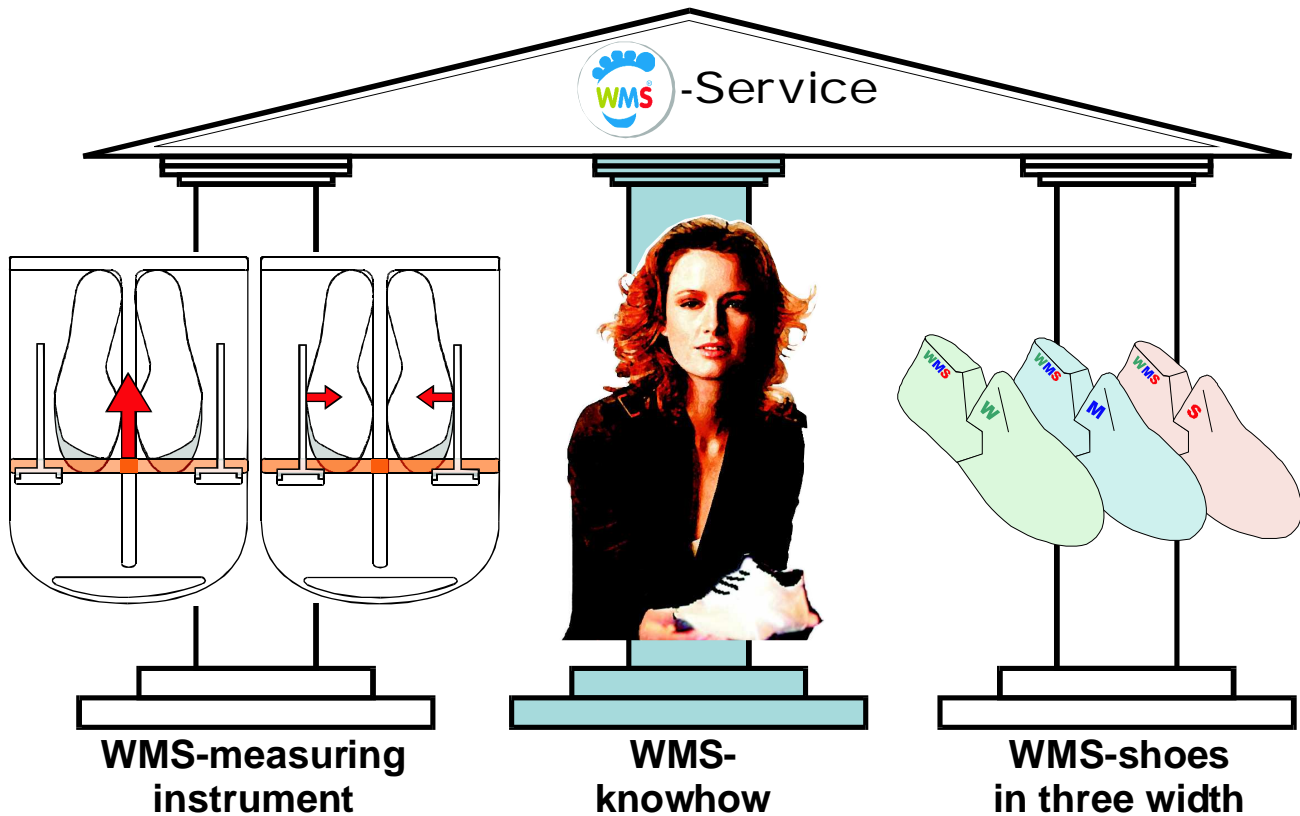 WMS® -Service
WMS
W
WMS
M
WMS
S
WMS-measuring
instrument
WMS-
knowhow
WMS-shoes
in three width